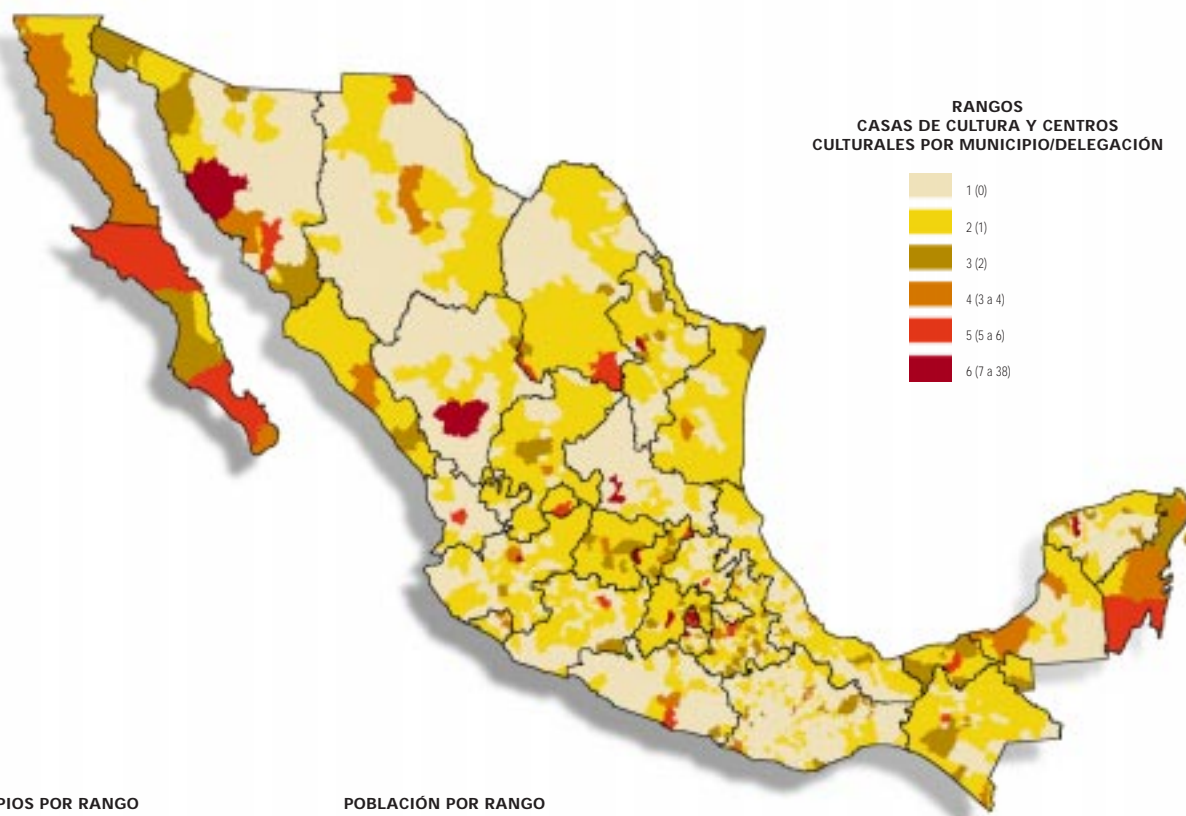 RANGOS
CASAS DE CULTURA Y CENTROS
CULTURALES POR MUNICIPIO/DELEGACIÓN
1 (0)
2 (1)
3 (2)
4 (3 a 4)
5 (5 a 6)
6 (7 a 38)
PIOS POR RANGO
POBLACIÓN POR RANGO